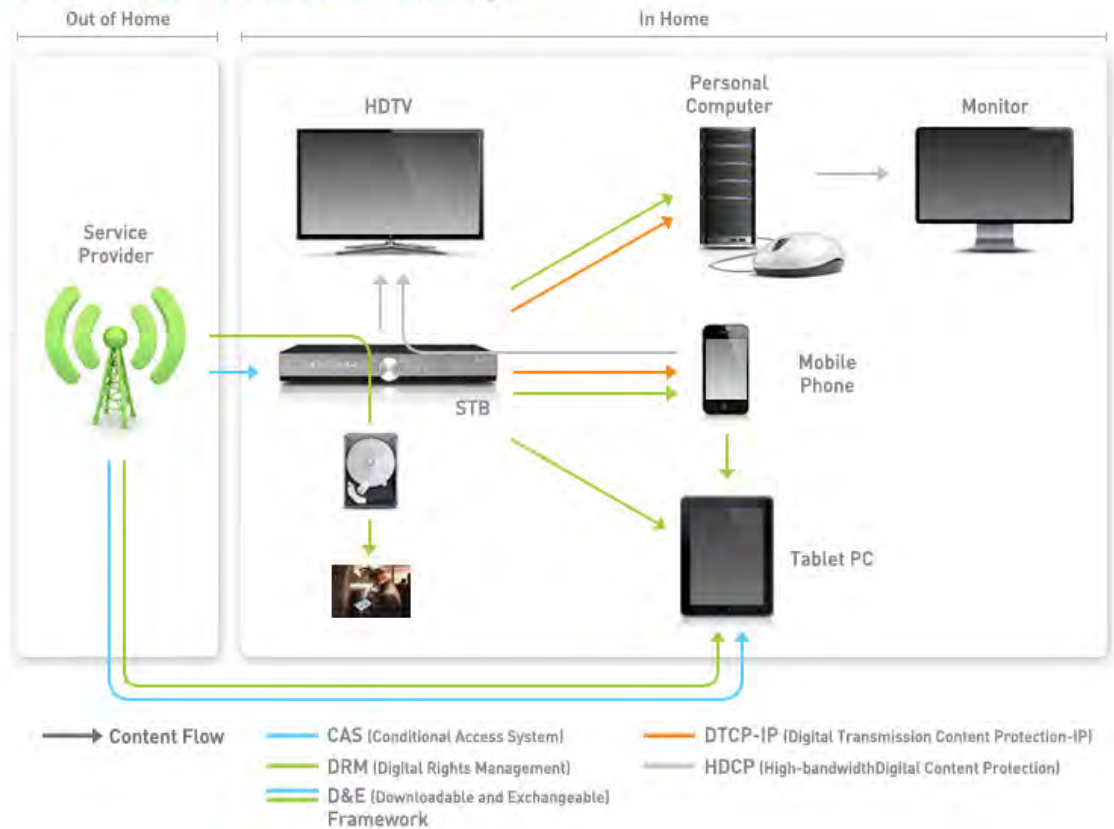 Out of Home
In Home
HDTV
Personal
Computer
Monitor
Service
Provider
STB
Mobile
Phone
Tablet PC
Content Flow
CAS (Conditional Access System)
DRM (Digital Rights Management)
D&E (Downloadable and Exchangeable)
Framework
DTCP-IP (Digital Transmission Content Protection-IP)
HDCP (High-bandwidthDigital Content Protection)